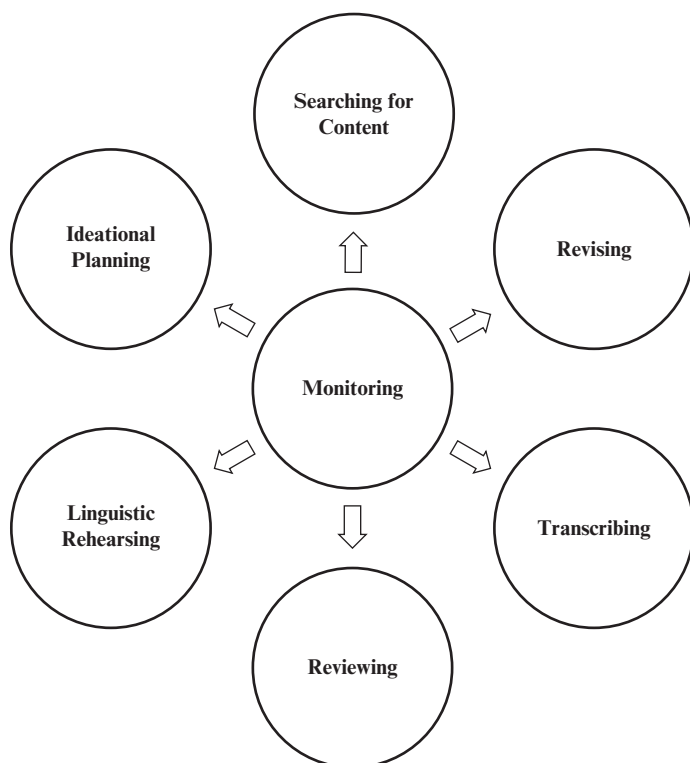 Searching for
Content
Ideational
Planning
Revising
Monitoring
Linguistic
Rehearsing
Transcribing
Reviewing